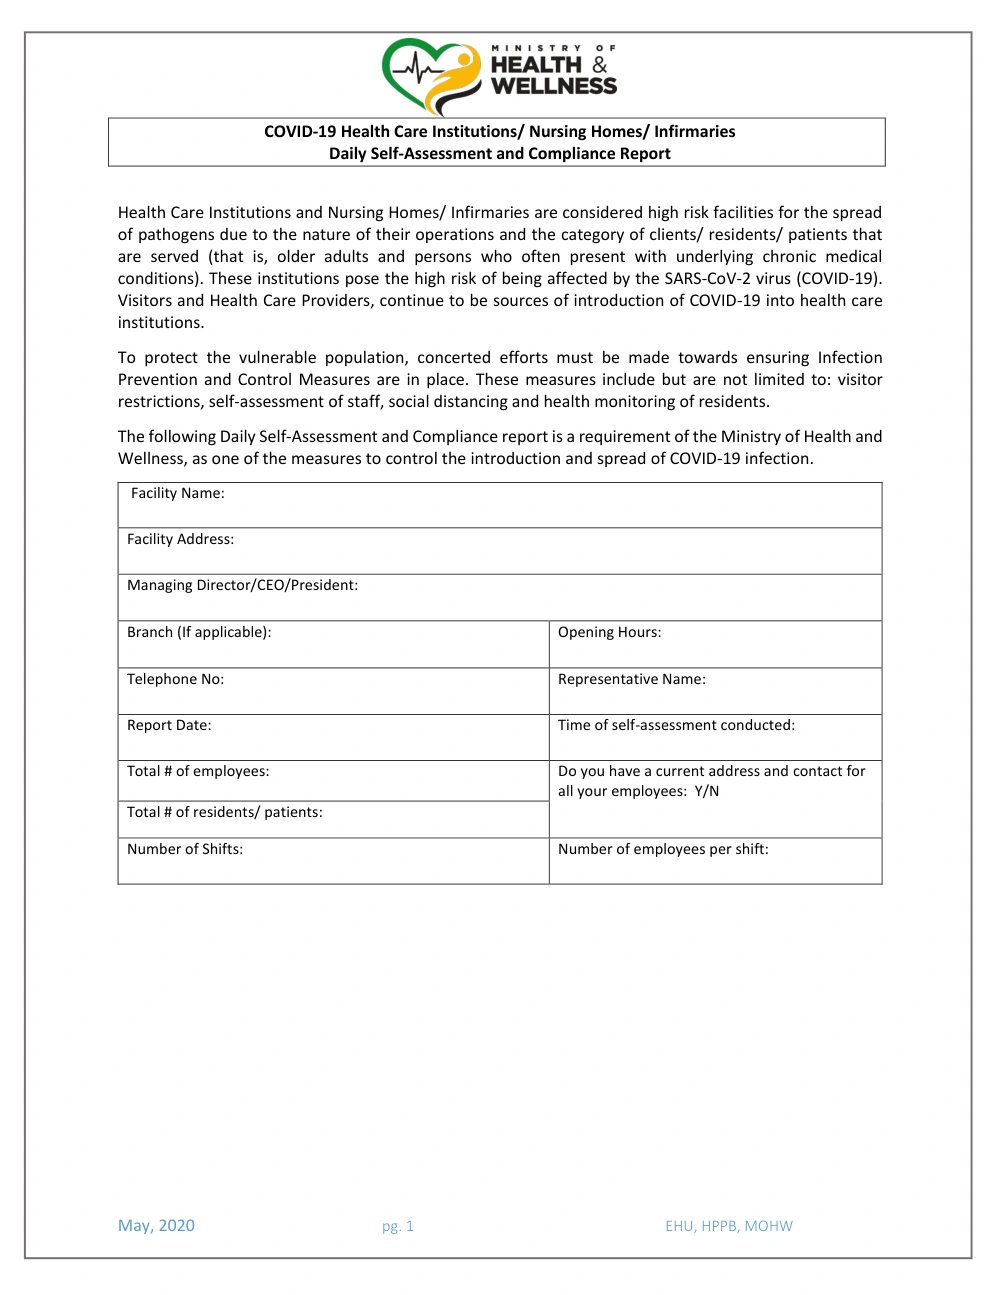 MINISTRY OF
HEALTH &
WELLNESS
COVID-19 Health Care Institutions/ Nursing Homes/ Infirmaries
Daily Self-Assessment and Compliance Report
Health Care Institutions and Nursing Homes/ Infirmaries are considered high risk facilities for the spread
of pathogens due to the nature of their operations and the category of clients/ residents/ patients that
are served (that is, older adults and persons who often present with underlying chronic medical
conditions). These institutions pose the high risk of being affected by the SARS-CoV-2 virus (COVID-19).
Visitors and Health Care Providers, continue to be sources of introduction of COVID-19 into health care
institutions.
To protect the vulnerable population, concerted efforts must be made towards ensuring Infection
Prevention and Control Measures are in place. These measures include but are not limited to: visitor
restrictions, self-assessment of staff, social distancing and health monitoring of residents.
The following Daily Self-Assessment and Compliance report is a requirement of the Ministry of Health and
Wellness, as one of the measures to control the introduction and spread of COVID-19 infection.
Facility Name:
Facility Address:
Managing Director/CEO/President:
Branch (If applicable):
Opening Hours:
Telephone No:
Representative Name:
Report Date:
Time of self-assessment conducted:
Total # of employees:
Do you have a current address and contact for
all your employees: Y/N
Total # of residents/ patients:
Number of Shifts:
Number of employees per shift:
May, 2020 pg. 1 EHU, HPPB, MOHW